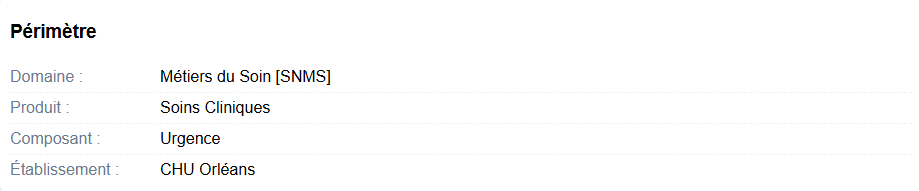 Périmètre
Domaine : Métiers du Soin [SNMS]
Produit : Soins Cliniques
Composant : Urgence
Établissement : CHU Orléans